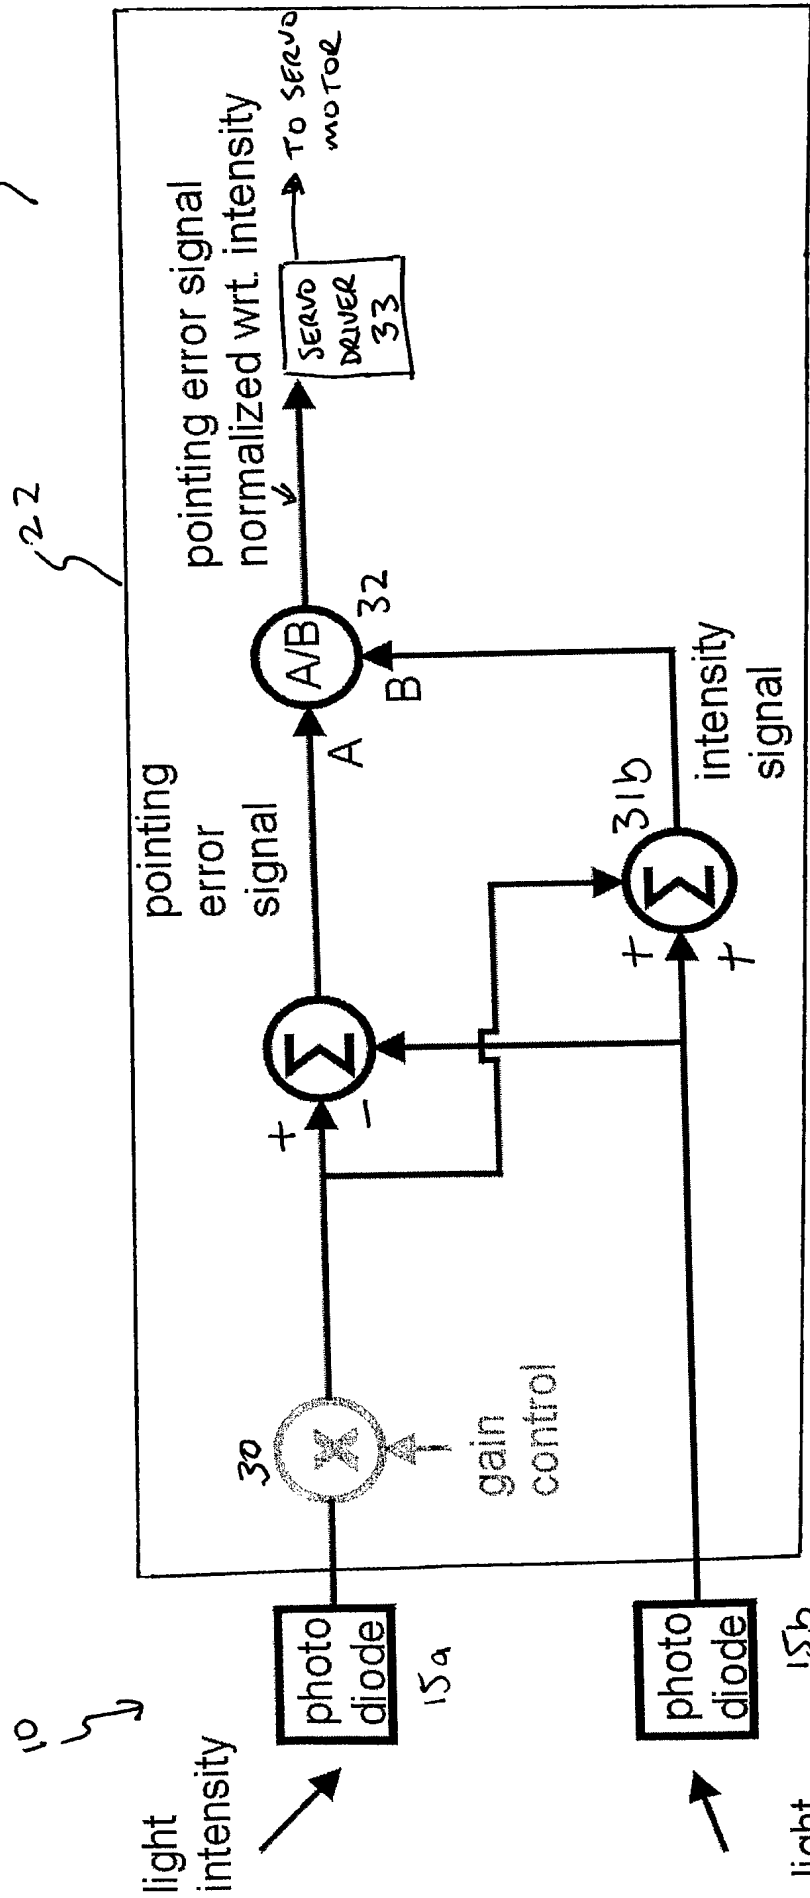 10
22
light
intensity
photo
diode
15a
30
X
gain
control
+
-
Σ
pointing
error
signal
A
A/B
32
B
pointing error signal
normalized wrt. intensity
SERVO
DRIVER
33
TO SERVO
MOTOR
light
photo
diode
15b
+
+
Σ
31b
intensity
signal